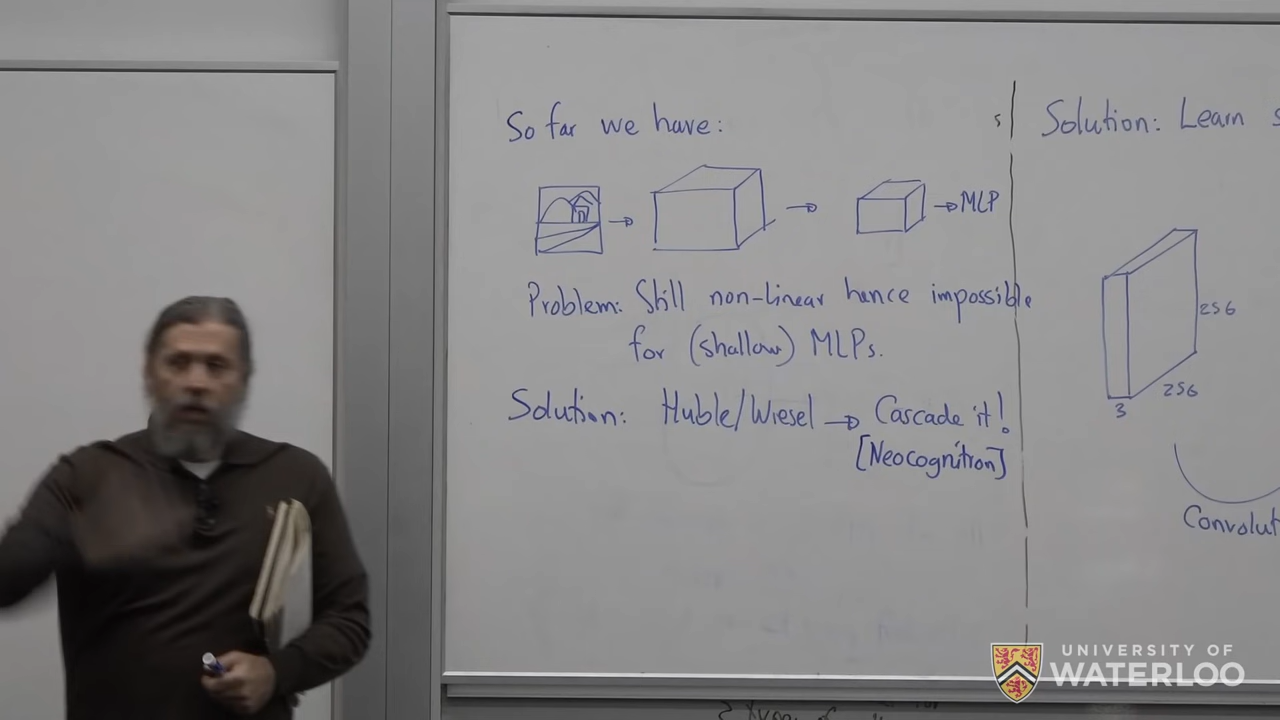 So far we have:
→ → → MLP
Problem: Still non-linear hence impossible
for (shallow) MLPs.
Solution: Huble/Wiesel → Cascade it!
[Neocognitron]
s
Solution: Learn s
256
256
3
Convolut
UNIVERSITY OF
WATERLOO